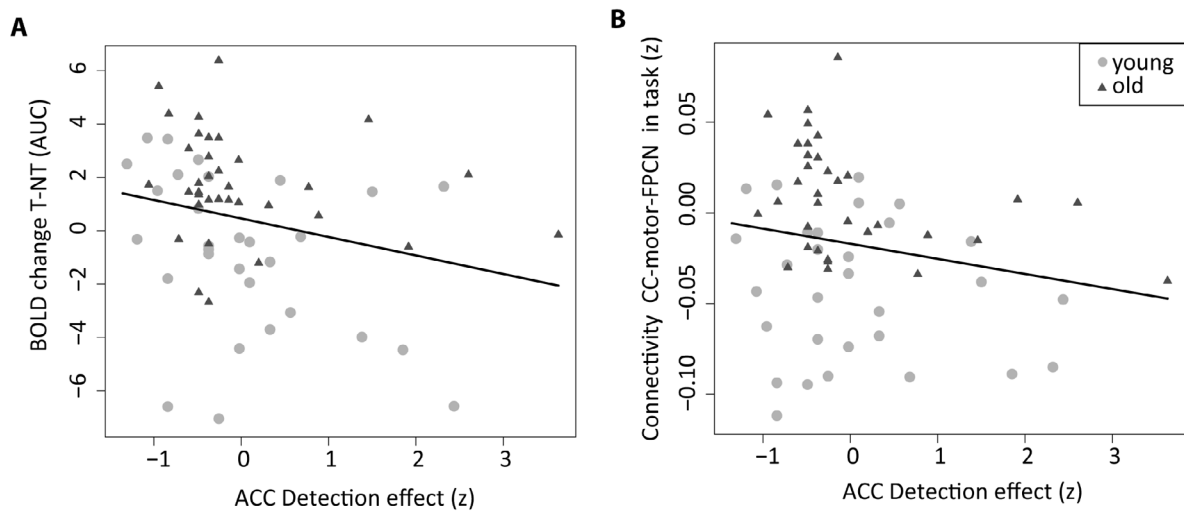 A
BOLD change T-NT (AUC)
6
4
2
0
−2
−4
−6
−1
0
1
2
3
ACC Detection effect (z)
B
Connectivity CC-motor-FPCN in task (z)
0.05
0.00
−0.05
−0.10
−1
0
1
2
3
ACC Detection effect (z)
young
old